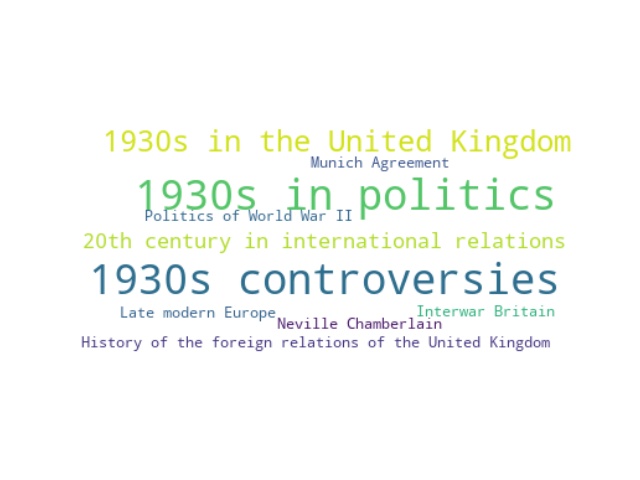 1930s in the United Kingdom
Munich Agreement
1930s in politics
Politics of World War II
20th century in international relations
1930s controversies
Late modern Europe
Interwar Britain
Neville Chamberlain
History of the foreign relations of the United Kingdom